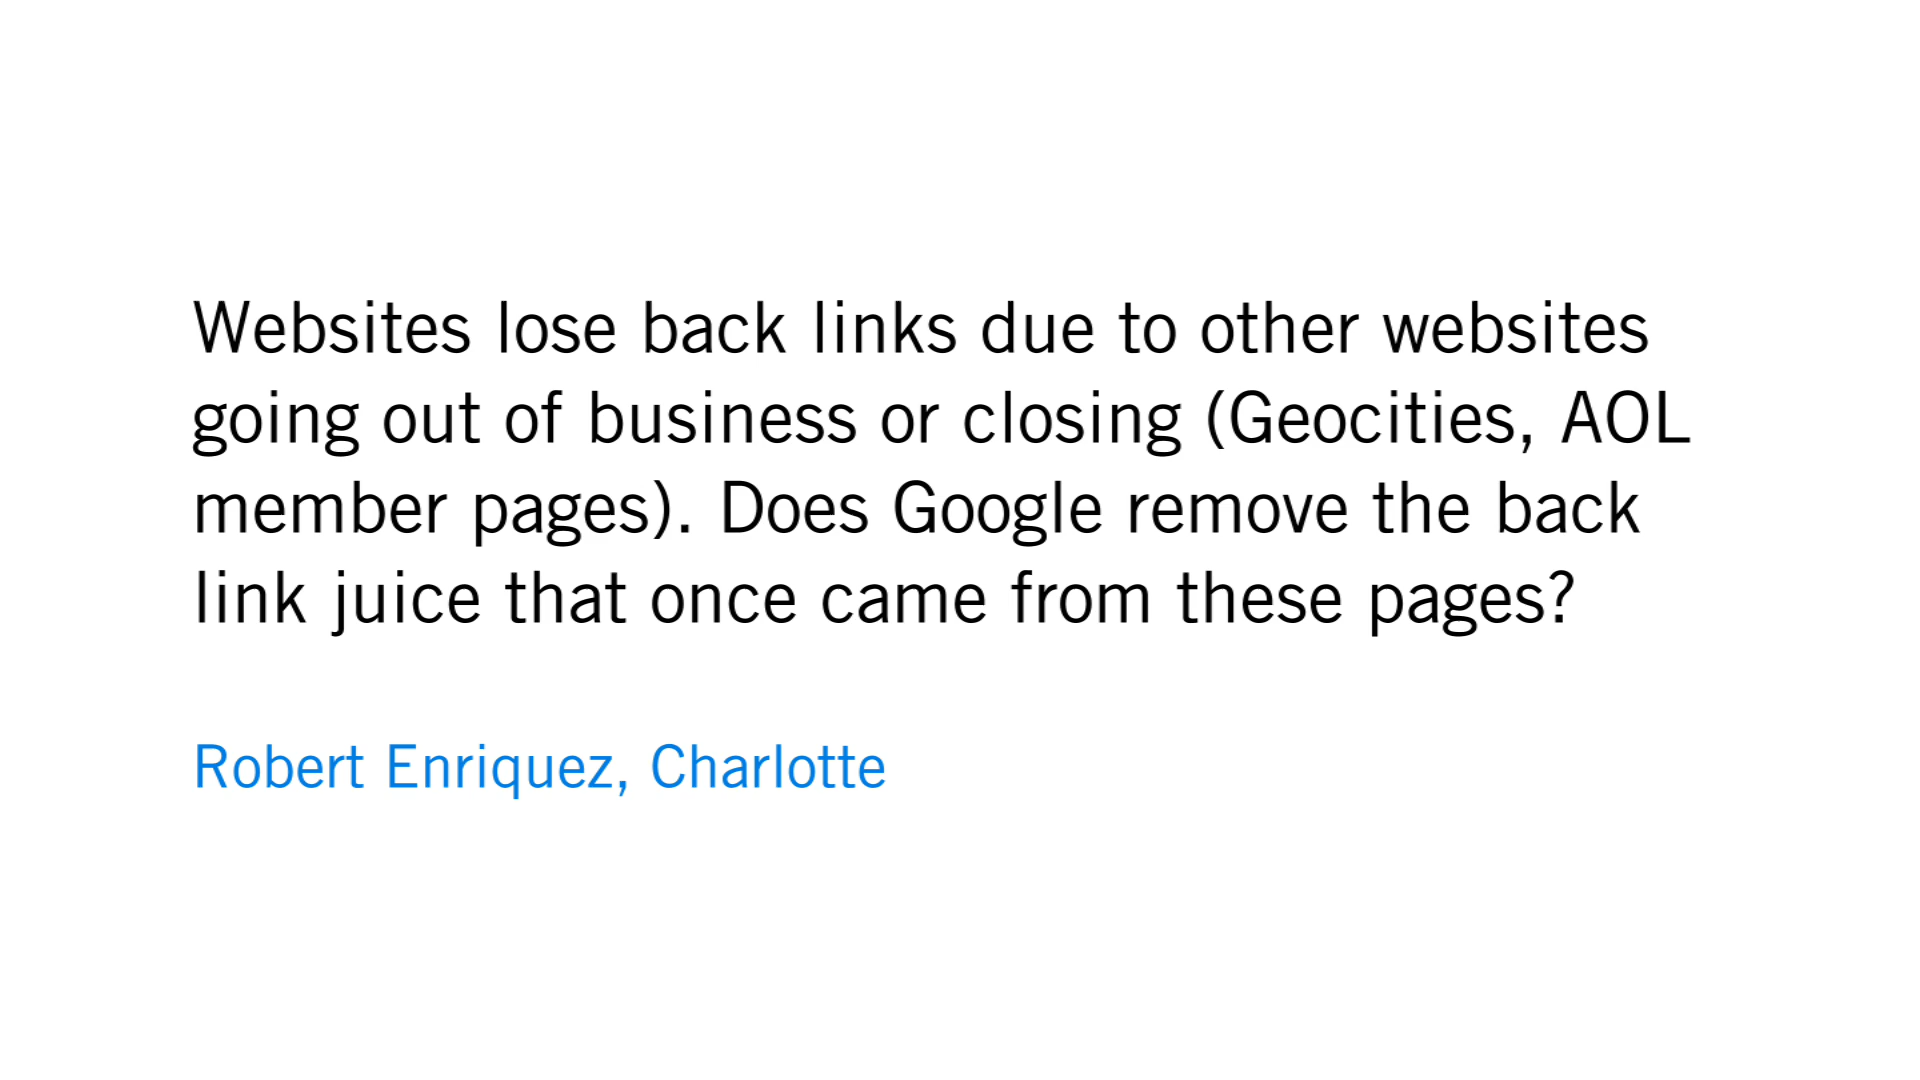 Websites lose back links due to other websites
going out of business or closing (Geocities, AOL
member pages). Does Google remove the back
link juice that once came from these pages?
Robert Enriquez, Charlotte